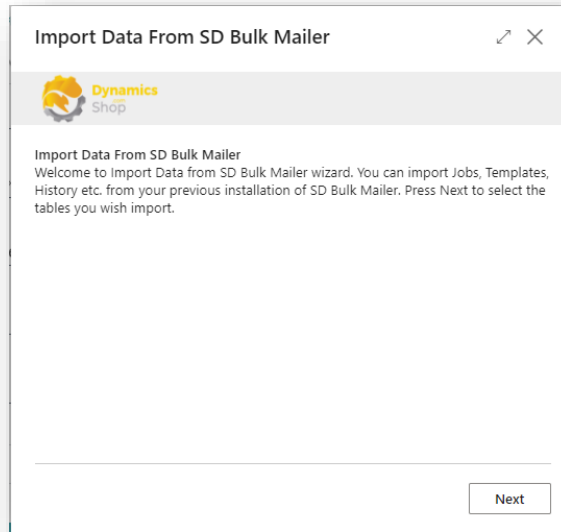 Import Data From SD Bulk Mailer
Dynamics
.com
Shop
Import Data From SD Bulk Mailer
Welcome to Import Data from SD Bulk Mailer wizard. You can import Jobs, Templates,
History etc. from your previous installation of SD Bulk Mailer. Press Next to select the
tables you wish import.
Next